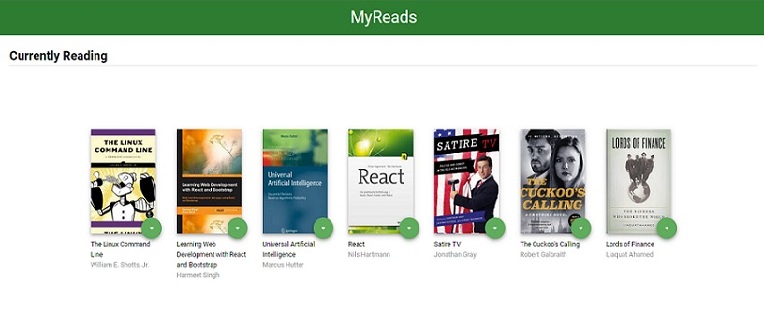 MyReads
Currently Reading
THE LINUX
COMMAND LINE
Learning Web Development
with React and Bootstrap
Universal
Artificial Intelligence
React
SATIRE TV
THE
CUCKOO'S
CALLING
LORDS OF FINANCE
The Linux Command
Line
William E. Shotts, Jr.
Learning Web
Development with React
and Bootstrap
Harmeet Singh
Universal Artificial
Intelligence
Marcus Hutter
React
Nils Hartmann
Satire TV
Jonathan Gray
The Cuckoo's Calling
Robert Galbraith
Lords of Finance
Liaquat Ahamed